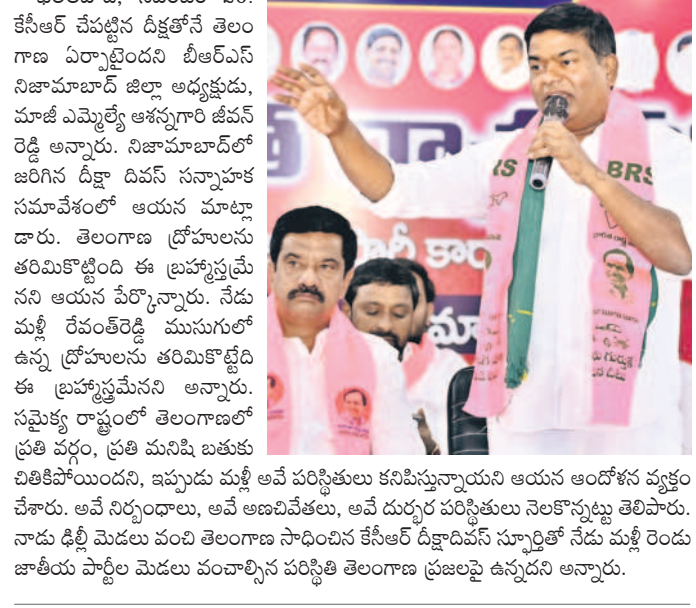 కేసీఆర్ చేపట్టిన దీక్షతోనే తెలం
గాణ ఏర్పాటైందని బీఆర్ఎస్
నిజామాబాద్ జిల్లా అధ్యక్షుడు,
మాజీ ఎమ్మెల్యే ఆశన్నగారి జీవన్
రెడ్డి అన్నారు. నిజామాబాద్‌లో
జరిగిన దీక్షా దివస్ సన్నాహక
సమావేశంలో ఆయన మాట్లా
డారు. తెలంగాణ ద్రోహులను
తరిమికొట్టింది ఈ బ్రహ్మాస్త్రమే
నని ఆయన పేర్కొన్నారు. నేడు
మళ్లీ రేవంత్‌రెడ్డి ముసుగులో
ఉన్న ద్రోహులను తరిమికొట్టేది
ఈ బ్రహ్మాస్త్రమేనని అన్నారు.
సమైక్య రాష్ట్రంలో తెలంగాణలో
ప్రతి వర్గం, ప్రతి మనిషి బతుకు
చితికిపోయిందని, ఇప్పుడు మళ్లీ అవే పరిస్థితులు కనిపిస్తున్నాయని ఆయన ఆందోళన వ్యక్తం
చేశారు. అవే నిర్బంధాలు, అవే అణచివేతలు, అవే దుర్భర పరిస్థితులు నెలకొన్నట్టు తెలిపారు.
నాడు ఢిల్లీ మెడలు వంచి తెలంగాణ సాధించిన కేసీఆర్ దీక్షాదివస్ స్ఫూర్తితో నేడు మళ్లీ రెండు
జాతీయ పార్టీల మెడలు వంచాల్సిన పరిస్థితి తెలంగాణ ప్రజలపై ఉన్నదని అన్నారు.
RS
BRS